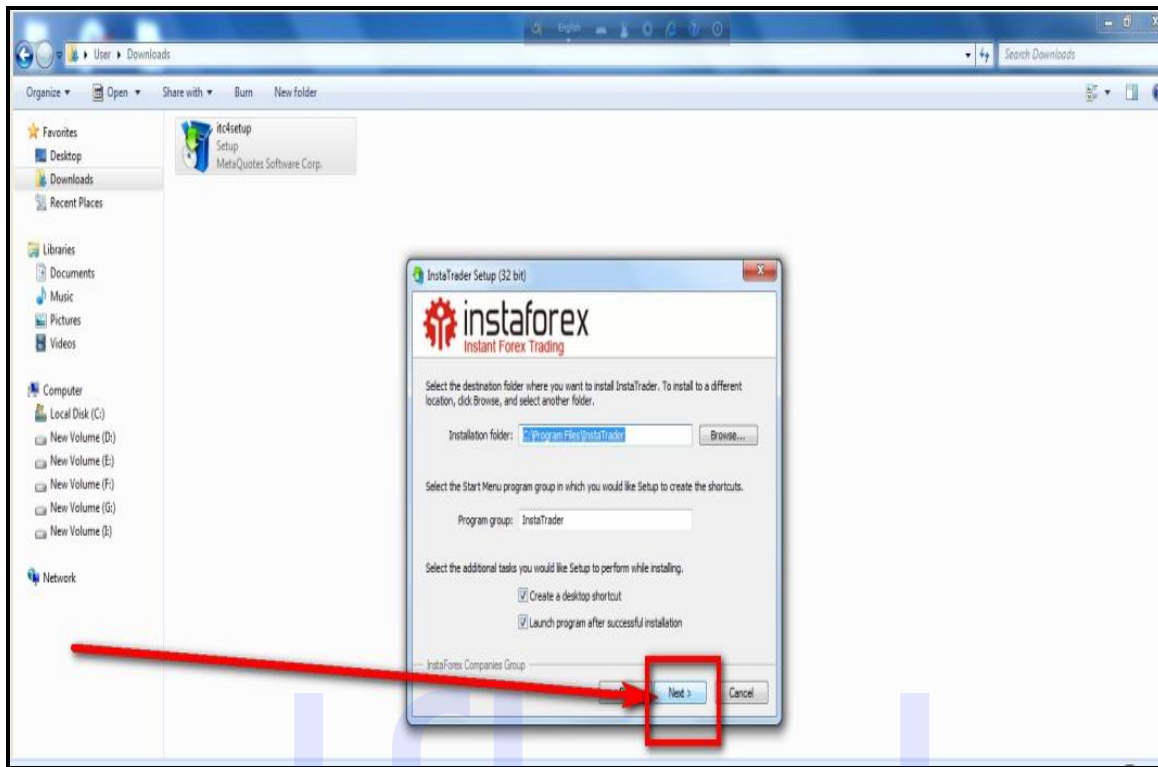 English
User ▸ Downloads
Search Downloads
Organize
Open
Share with
Burn
New folder
Favorites
Desktop
Downloads
Recent Places
Libraries
Documents
Music
Pictures
Videos
Computer
Local Disk (C:)
New Volume (D:)
New Volume (E:)
New Volume (F:)
New Volume (G:)
New Volume (I:)
Network
itc4setup
Setup
MetaQuotes Software Corp.
InstaTrader Setup (32 bit)
instaforex
Instant Forex Trading
Select the destination folder where you want to install InstaTrader. To install to a different
location, click Browse, and select another folder.
Installation folder: C:\Program Files\InstaTrader Browse...
Select the Start Menu program group in which you would like Setup to create the shortcuts.
Program group: InstaTrader
Select the additional tasks you would like Setup to perform while installing.
Create a desktop shortcut
Launch program after successful installation
InstaForex Companies Group
Next > Cancel